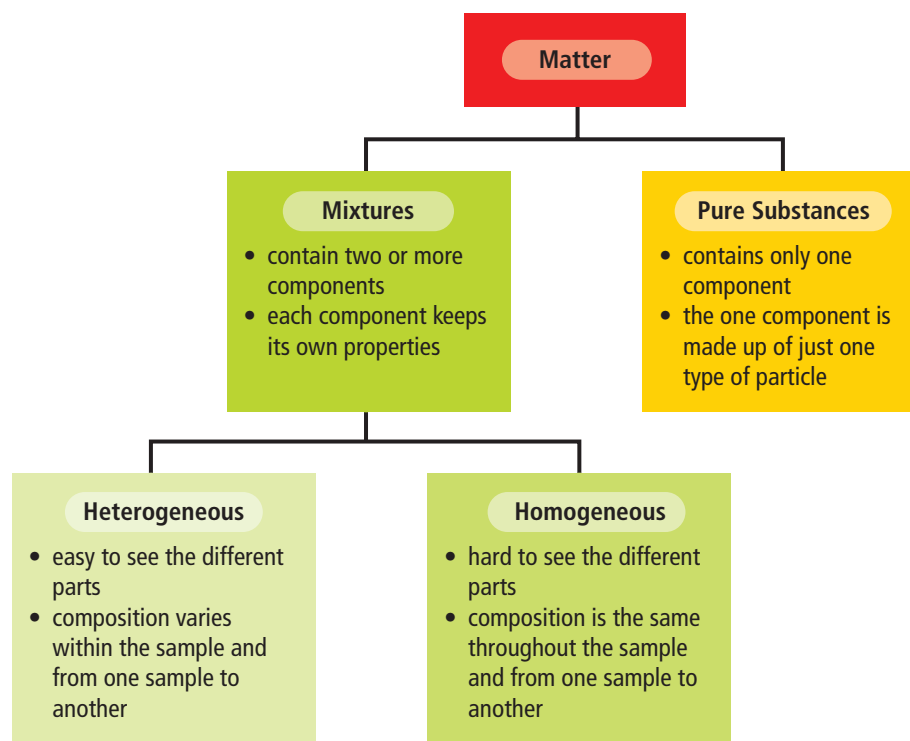 Matter
Mixtures
• contain two or more
components
• each component keeps
its own properties
Pure Substances
• contains only one
component
• the one component is
made up of just one
type of particle
Heterogeneous
• easy to see the different
parts
• composition varies
within the sample and
from one sample to
another
Homogeneous
• hard to see the different
parts
• composition is the same
throughout the sample
and from one sample to
another